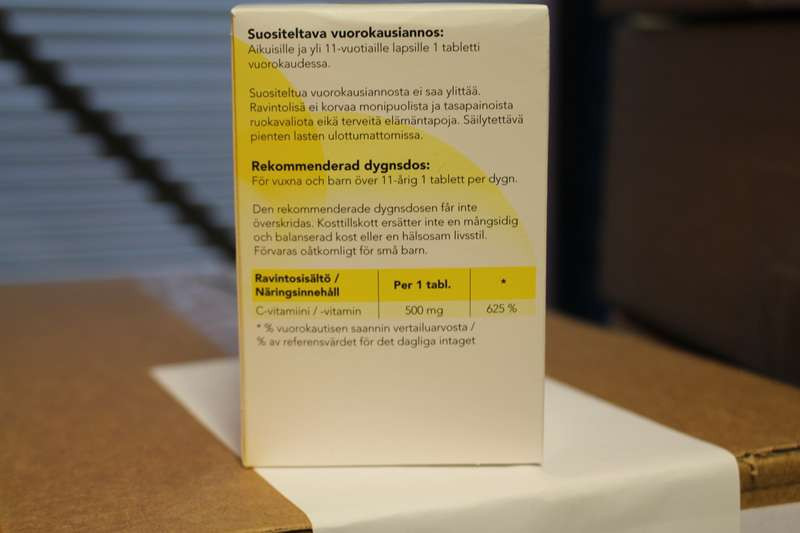 Suositeltava vuorokausiannos:
Aikuisille ja yli 11-vuotiaille lapsille 1 tabletti
vuorokaudessa.
Suositeltua vuorokausiannosta ei saa ylittää.
Ravintolisä ei korvaa monipuolista ja tasapainoista
ruokavaliota eikä terveitä elämäntapoja. Säilytettävä
pienten lasten ulottumattomissa.
Rekommenderad dygnsdos:
För vuxna och barn över 11-årig 1 tablett per dygn.
Den rekommenderade dygnsdosen får inte
överskridas. Kosttillskott ersätter inte en mångsidig
och balanserad kost eller en hälsosam livsstil.
Förvaras oåtkomligt för små barn.
Ravintosisältö /
Näringsinnehåll
Per 1 tabl.
*
C-vitamiini / -vitamin
500 mg
625 %
* % vuorokautisen saannin vertailuarvosta /
% av referensvärdet för det dagliga intaget